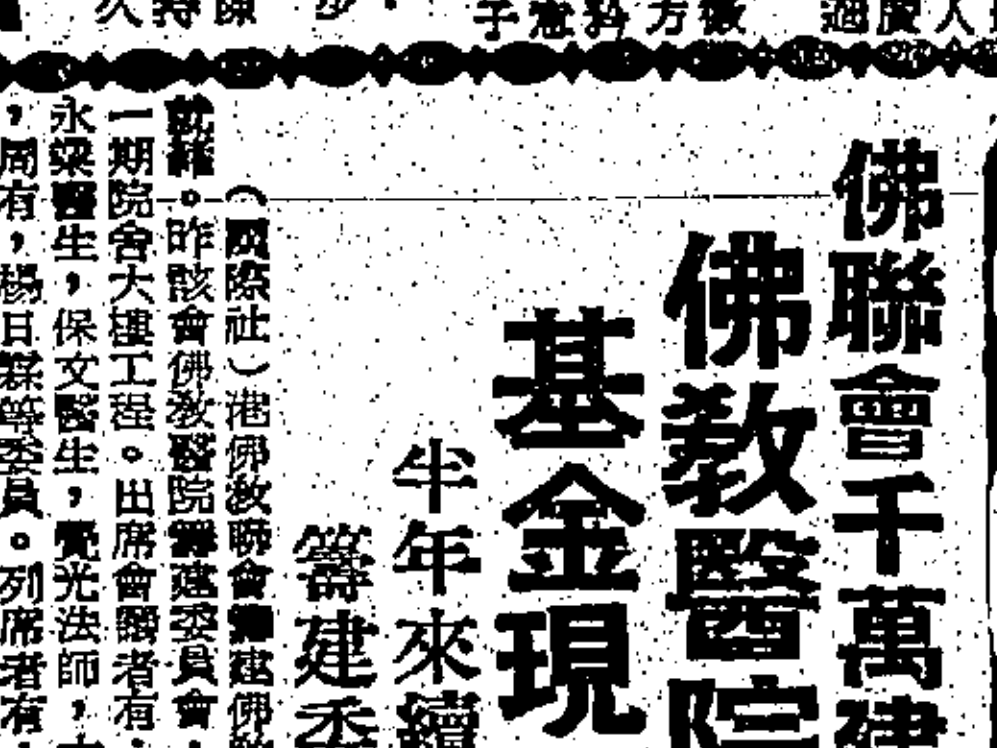 佛聯會千萬建
佛教醫院
基金現
半年來續
籌建委
（國際社）港佛教聯會籌建佛
。昨該會佛教醫院籌建委員會，
一期院舍大樓工程。出席會議者有：
永梁醫生，保文醫生，覺光法師，
，周有，楊日霖等委員。列席者有：